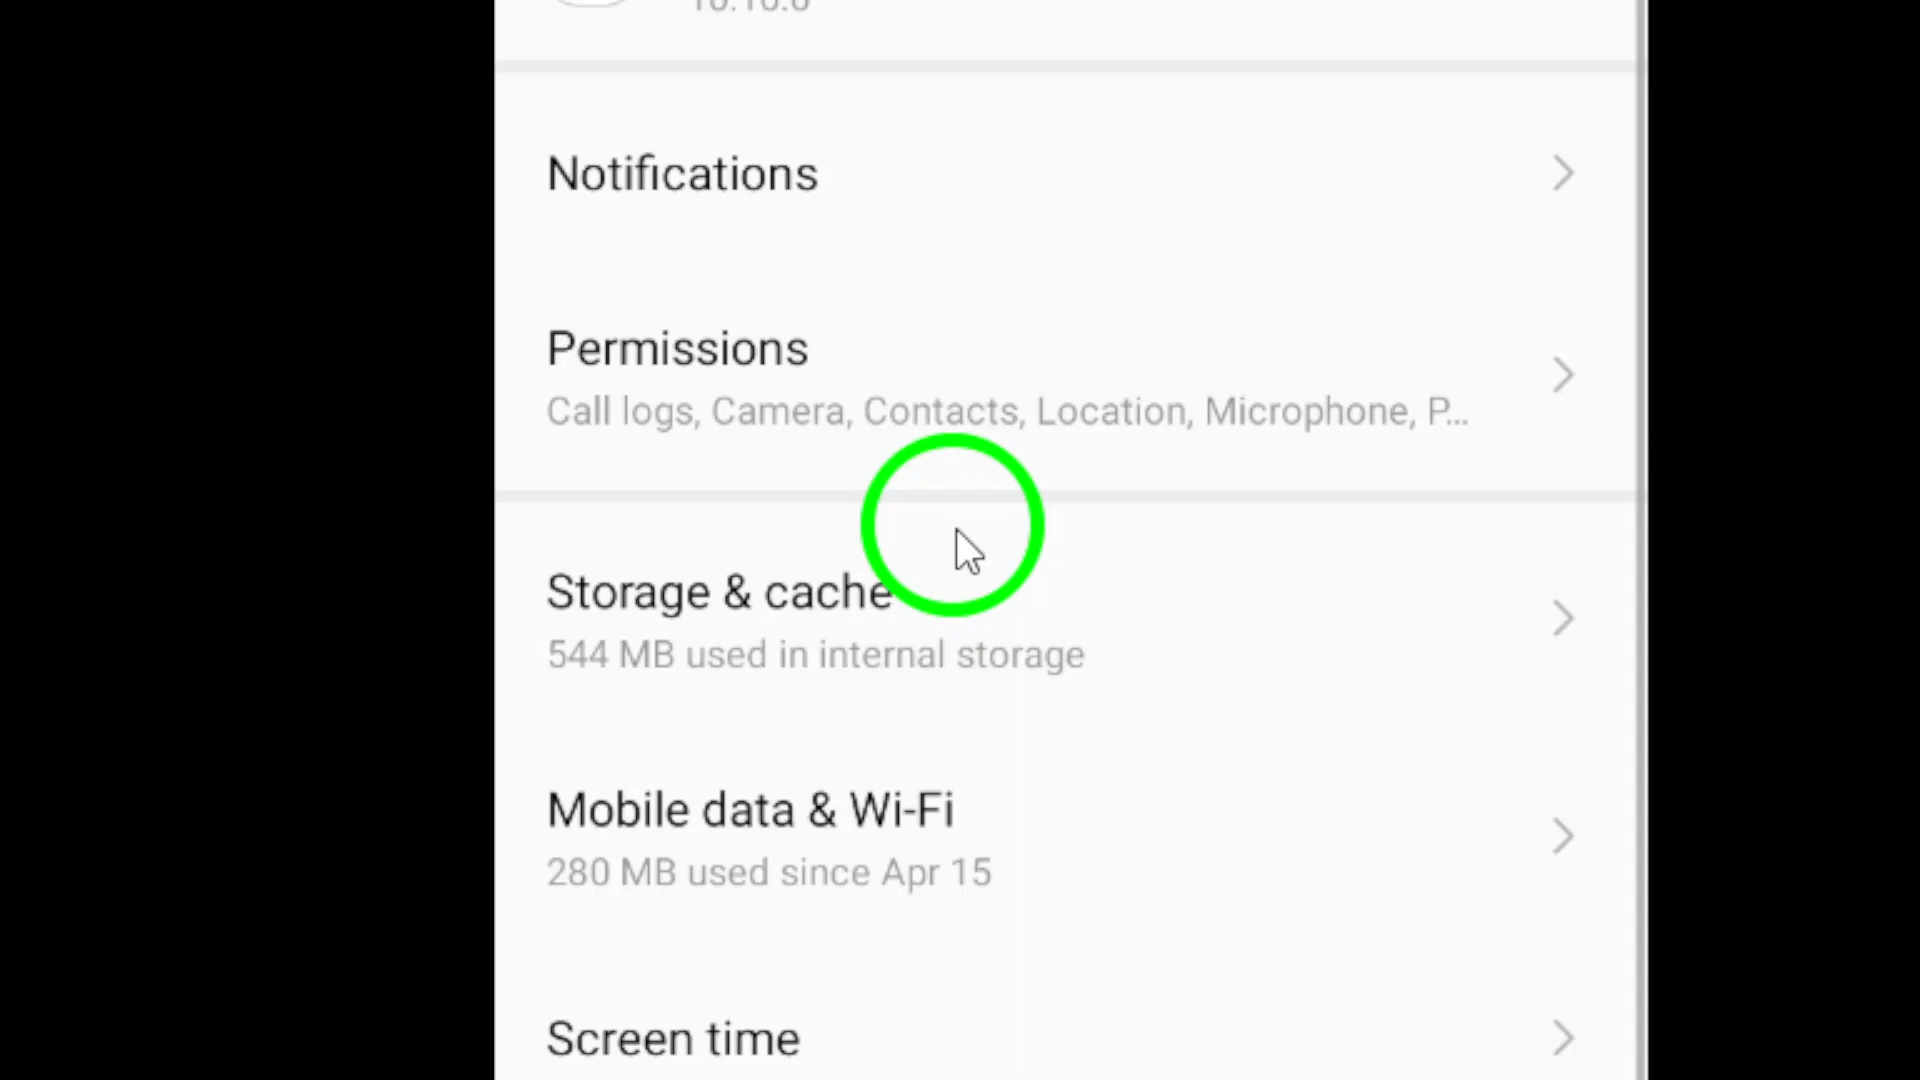 Notifications
Permissions
Call logs, Camera, Contacts, Location, Microphone, P...
Storage & cache
544 MB used in internal storage
Mobile data & Wi-Fi
280 MB used since Apr 15
Screen time